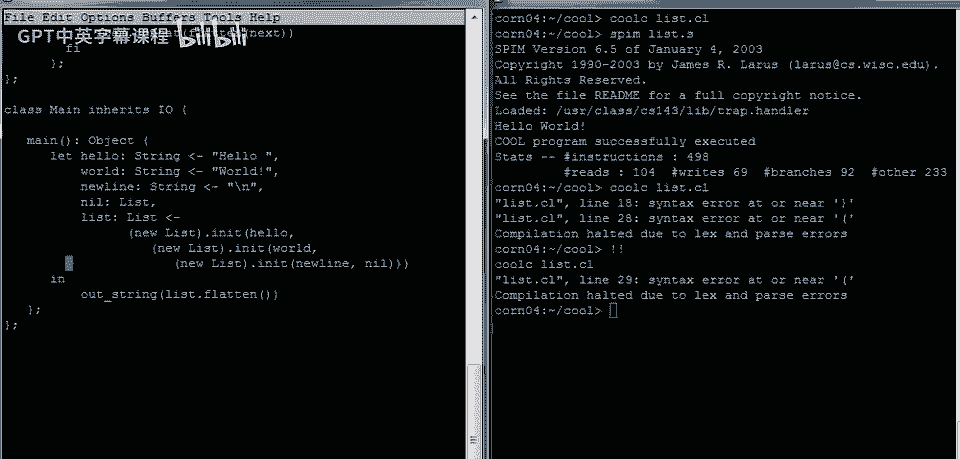 File Edit Options Buffers Tools Help
GPT中英字幕课程 bilibili
next))
fi
};
};
class Main inherits IO {
main(): Object {
let hello: String <- "Hello ",
world: String <- "World!",
newline: String <- "\n",
nil: List,
list: List <-
(new List).init(hello,
(new List).init(world,
(new List).init(newline, nil)))
in
out_string(list.flatten())
};
};
corn04:~/cool> coolc list.cl
corn04:~/cool> spim list.s
SPIM Version 6.5 of January 4, 2003
Copyright 1990-2003 by James R. Larus (larus@cs.wisc.edu).
All Rights Reserved.
See the file README for a full copyright notice.
Loaded: /usr/class/cs143/lib/trap.handler
Hello World!
COOL program successfully executed
Stats -- #instructions : 498
#reads : 104  #writes 69  #branches 92  #other 233
corn04:~/cool> coolc list.cl
"list.cl", line 18: syntax error at or near '}'
"list.cl", line 28: syntax error at or near '('
Compilation halted due to lex and parse errors
corn04:~/cool> !!
coolc list.cl
"list.cl", line 29: syntax error at or near '('
Compilation halted due to lex and parse errors
corn04:~/cool>